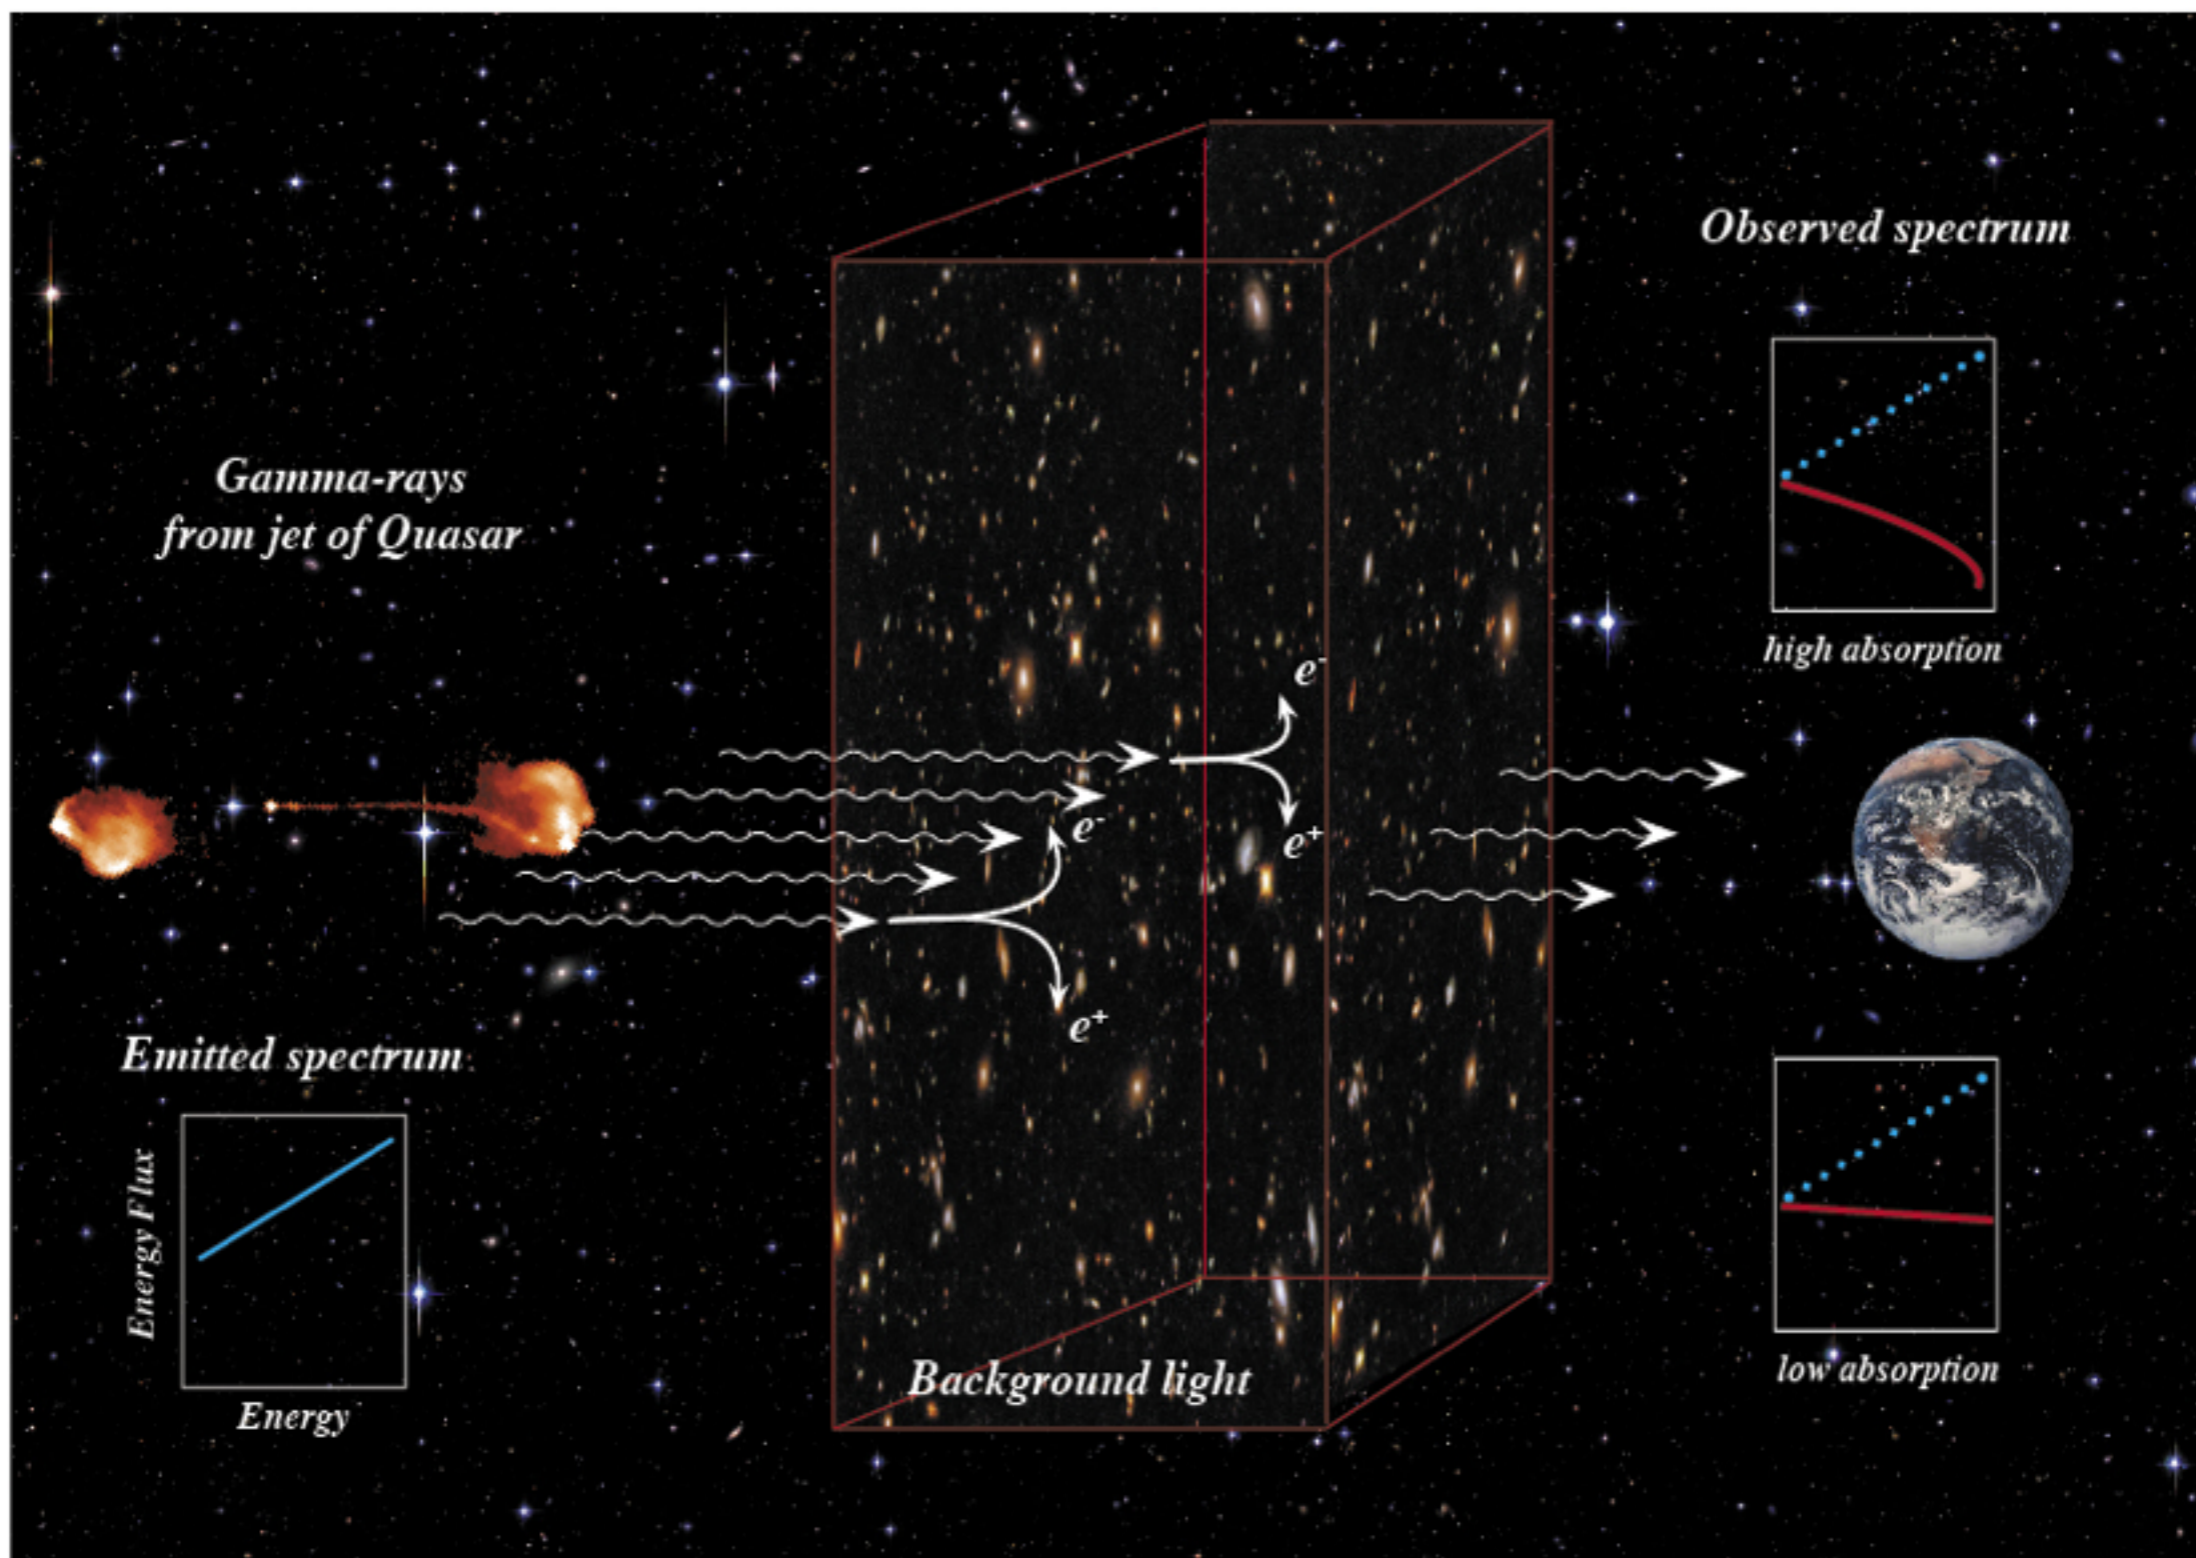 Observed spectrum
Gamma-rays
from jet of Quasar
high absorption
e-
e+
e-
e+
Emitted spectrum
Energy Flux
Energy
Background light
low absorption